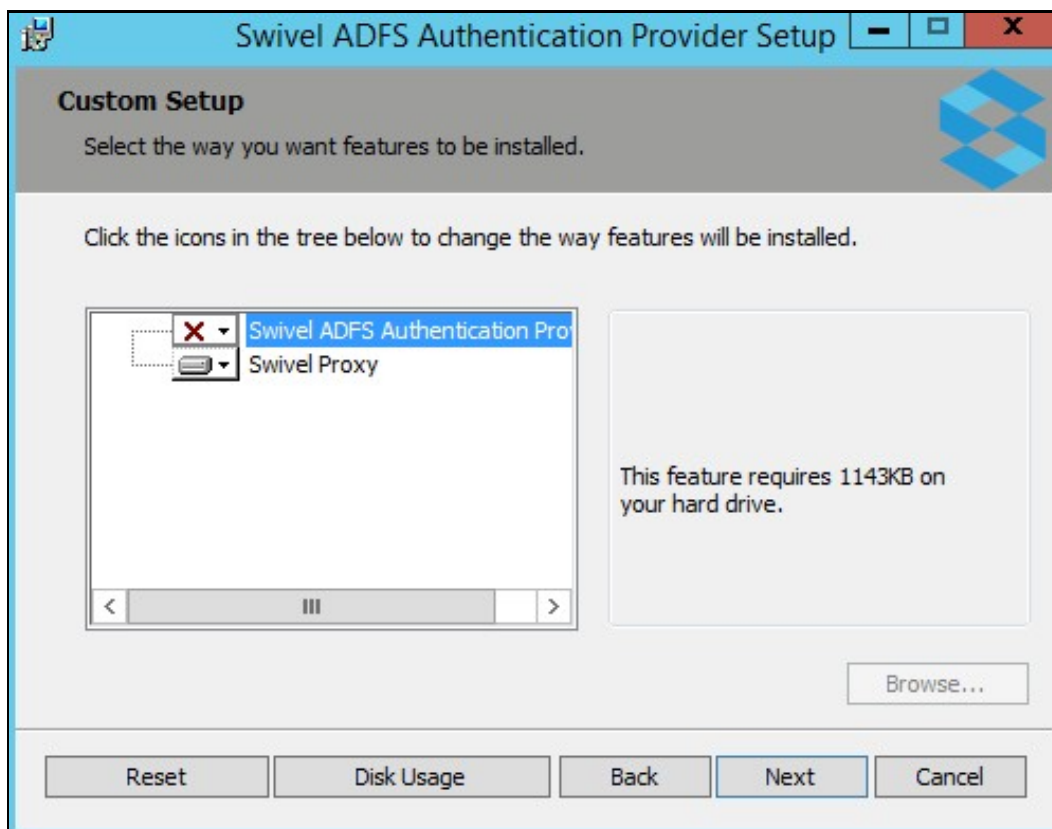 Swivel ADFS Authentication Provider Setup
Custom Setup
Select the way you want features to be installed.
Click the icons in the tree below to change the way features will be installed.
Swivel ADFS Authentication Pro
Swivel Proxy
This feature requires 1143KB on
your hard drive.
Browse...
Reset Disk Usage Back Next Cancel